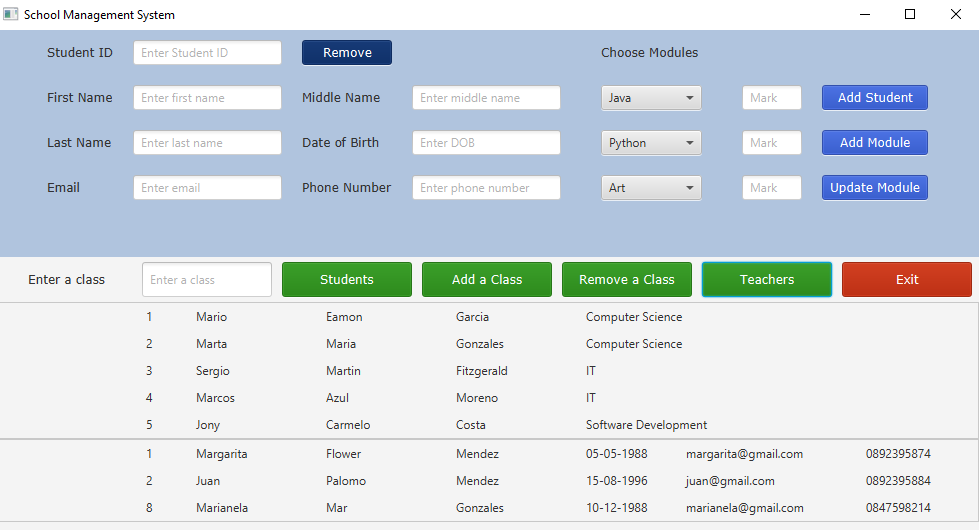 School Management System
Student ID Enter Student ID Remove Choose Modules
First Name Enter first name Middle Name Enter middle name Java Mark Add Student
Last Name Enter last name Date of Birth Enter DOB Python Mark Add Module
Email Enter email Phone Number Enter phone number Art Mark Update Module
Enter a class Enter a class Students Add a Class Remove a Class Teachers Exit
1 Mario Eamon Garcia Computer Science
2 Marta Maria Gonzales Computer Science
3 Sergio Martin Fitzgerald IT
4 Marcos Azul Moreno IT
5 Jony Carmelo Costa Software Development
1 Margarita Flower Mendez 05-05-1988 margarita@gmail.com 0892395874
2 Juan Palomo Mendez 15-08-1996 juan@gmail.com 0892395884
8 Marianela Mar Gonzales 10-12-1988 marianela@gmail.com 0847598214